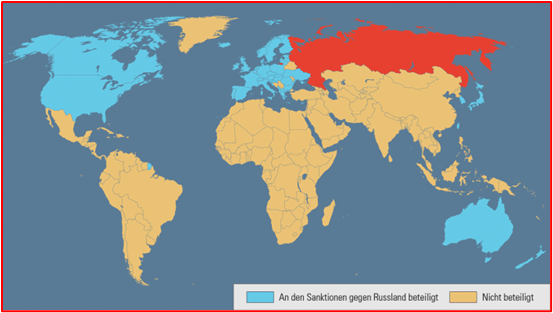 An den Sanktionen gegen Russland beteiligt
Nicht beteiligt